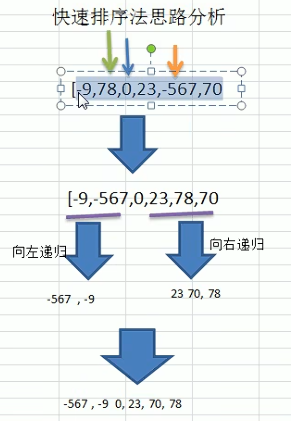 快速排序法思路分析
[-9,78,0,23,-567,70
[-9,-567,0,23,78,70
向左递归
向右递归
-567 , -9
23 70, 78
-567 , -9 0, 23, 70, 78